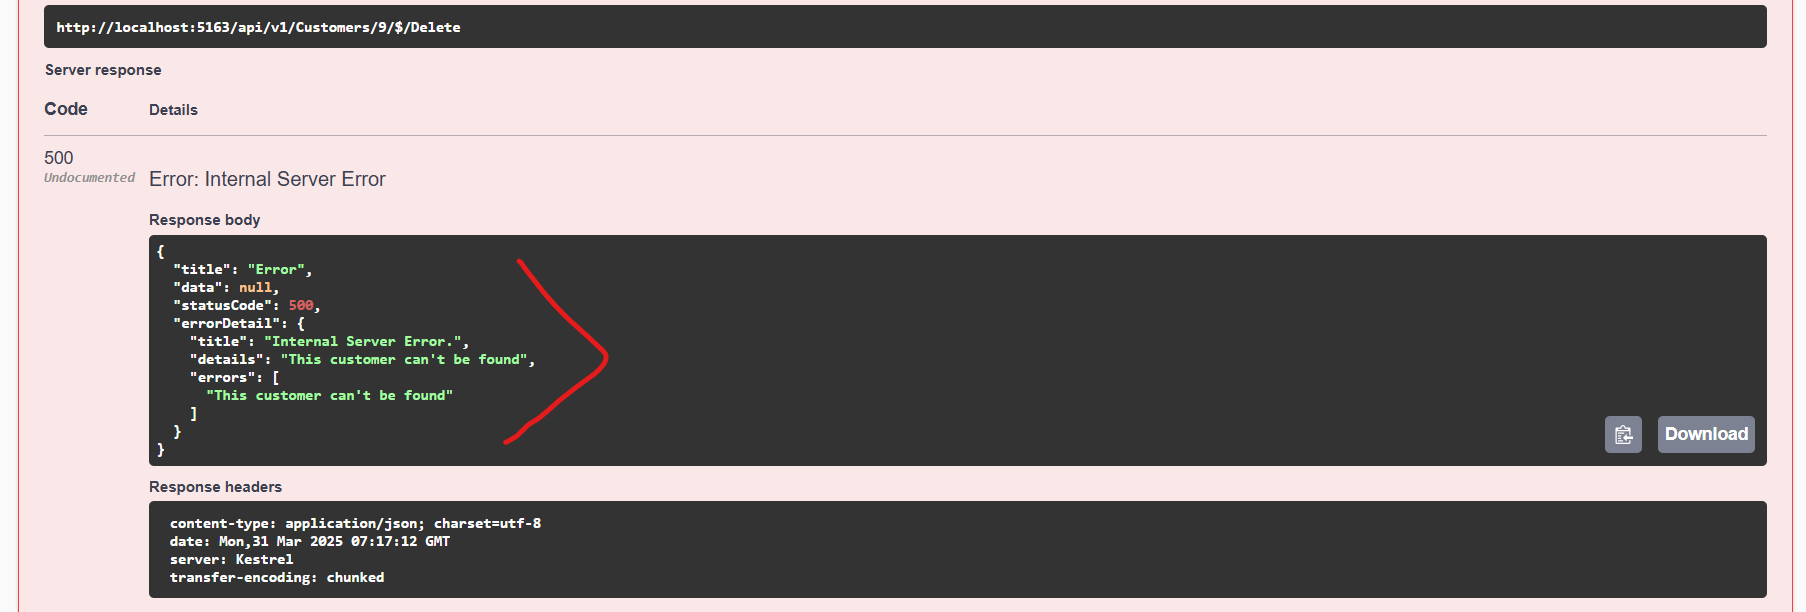 http://localhost:5163/api/v1/Customers/9/$/Delete
Server response
Code Details
500
Undocumented
Error: Internal Server Error
Response body
{
  "title": "Error",
  "data": null,
  "statusCode": 500,
  "errorDetail": {
    "title": "Internal Server Error.",
    "details": "This customer can't be found",
    "errors": [
      "This customer can't be found"
    ]
  }
}
Download
Response headers
content-type: application/json; charset=utf-8
date: Mon,31 Mar 2025 07:17:12 GMT
server: Kestrel
transfer-encoding: chunked